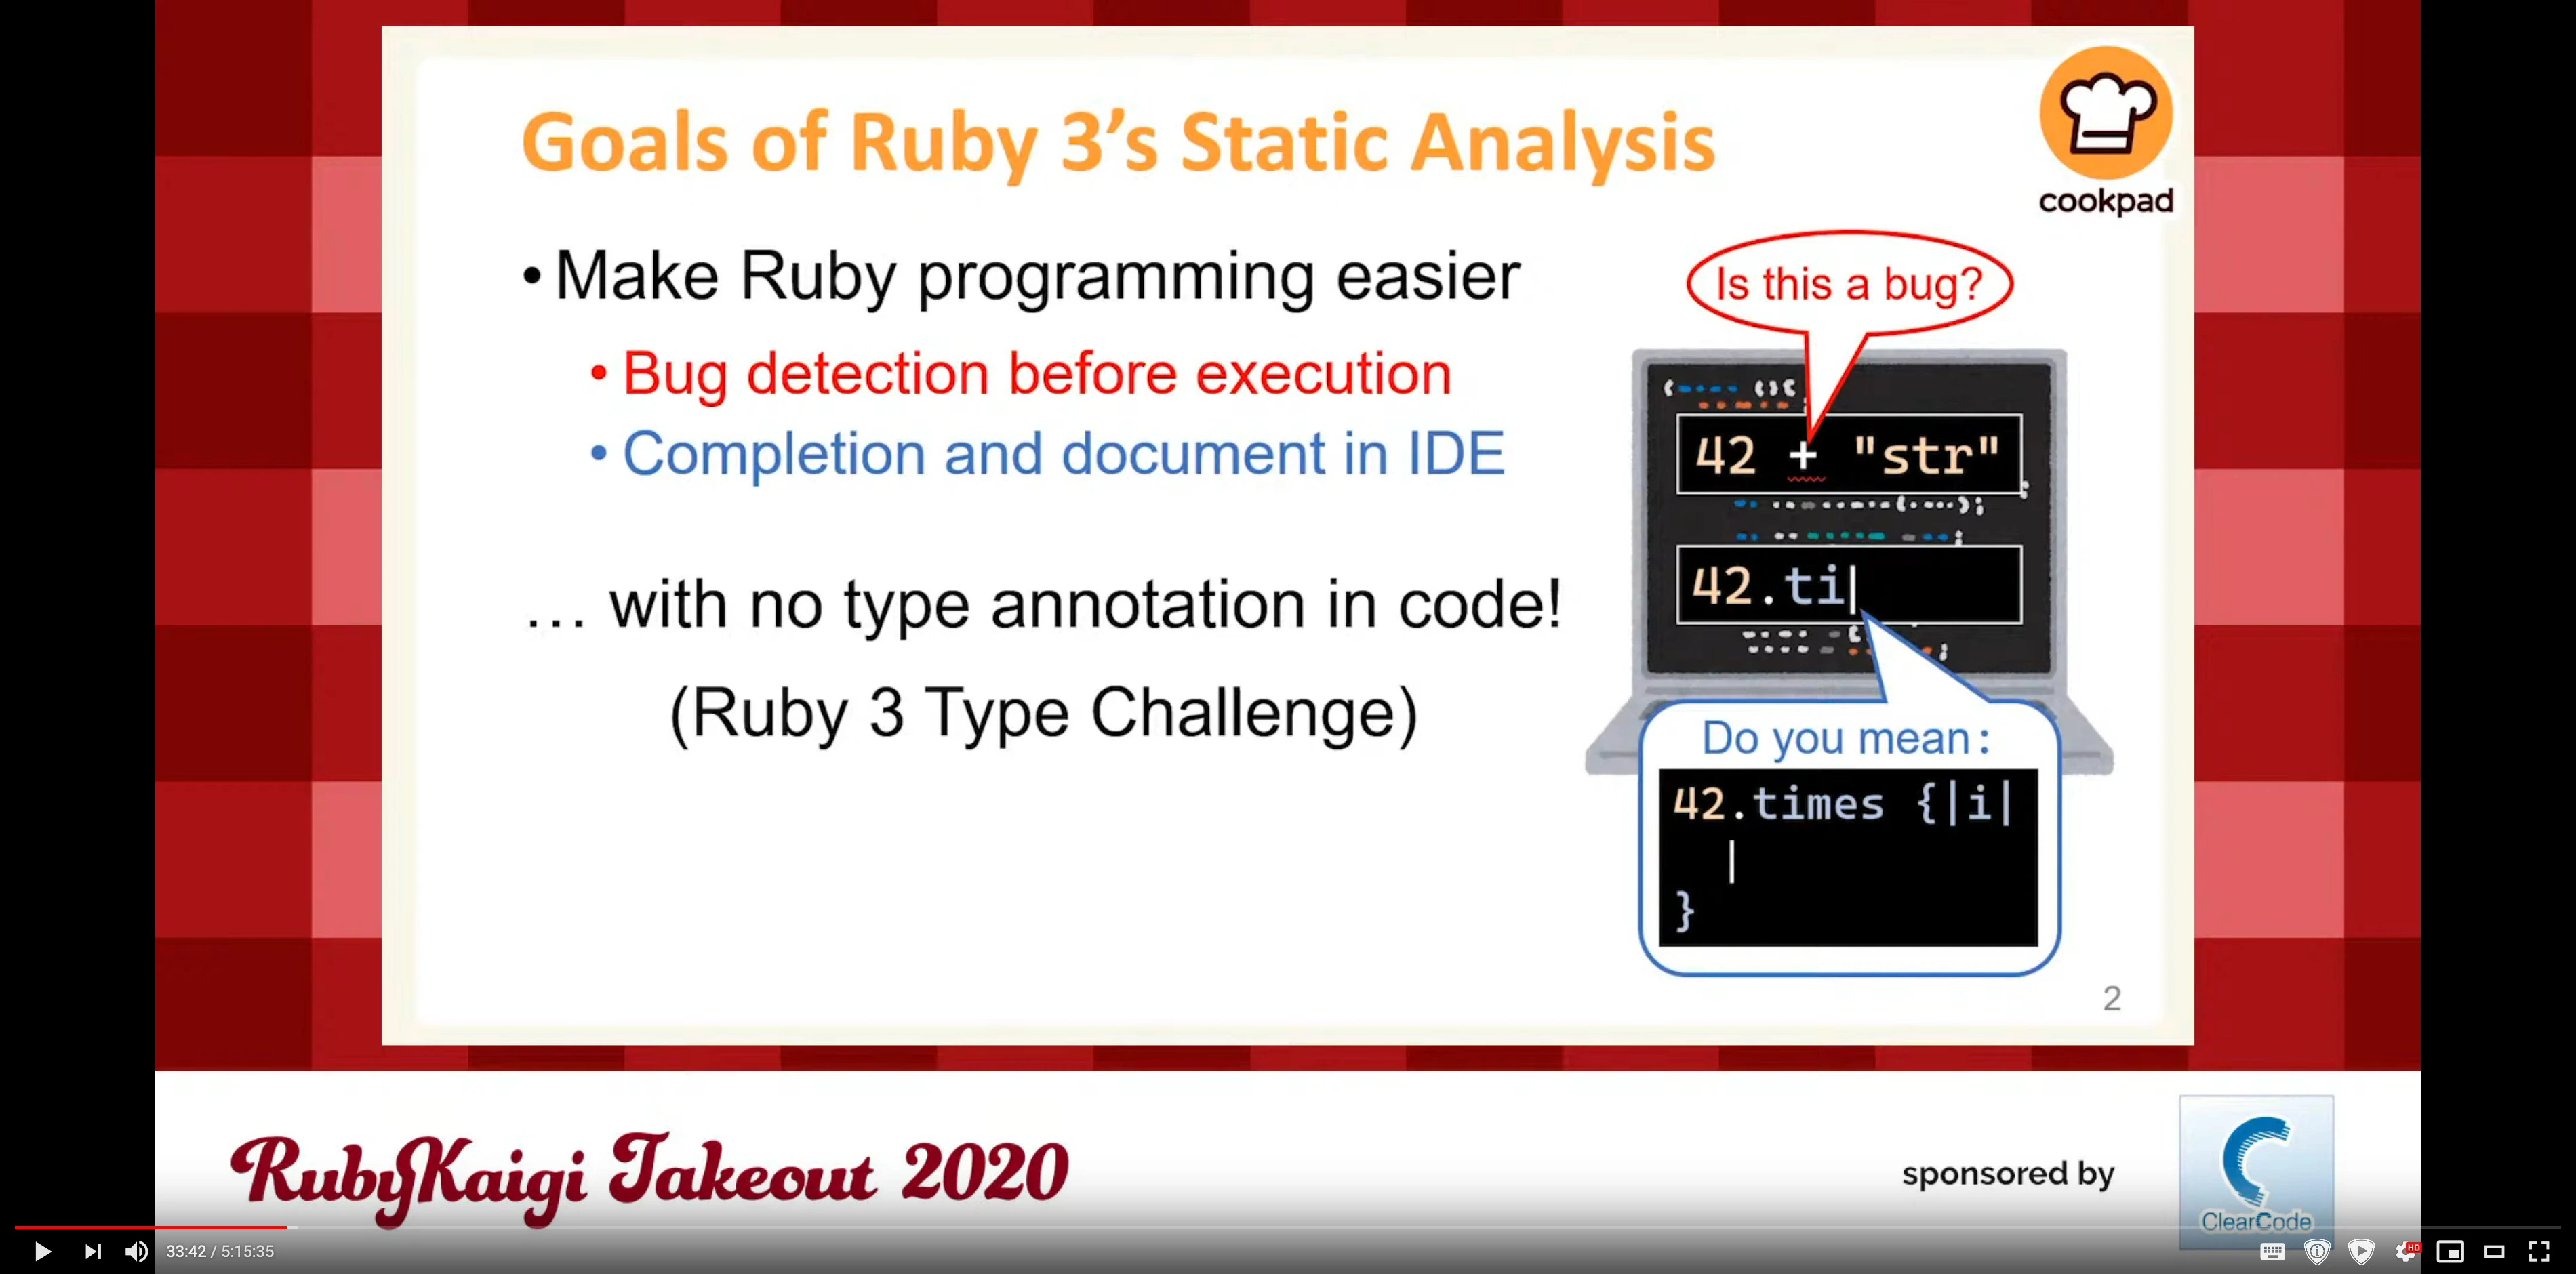 Goals of Ruby 3’s Static Analysis
cookpad
• Make Ruby programming easier
• Bug detection before execution
• Completion and document in IDE
… with no type annotation in code!
(Ruby 3 Type Challenge)
Is this a bug?
42 + "str"
42.ti|
Do you mean:
42.times {|i|
|
}
2
RubyKaigi Takeout 2020
sponsored by
ClearCode
33:42 / 5:15:35
HD